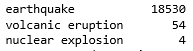 earthquake 18530
volcanic eruption 54
nuclear explosion 4